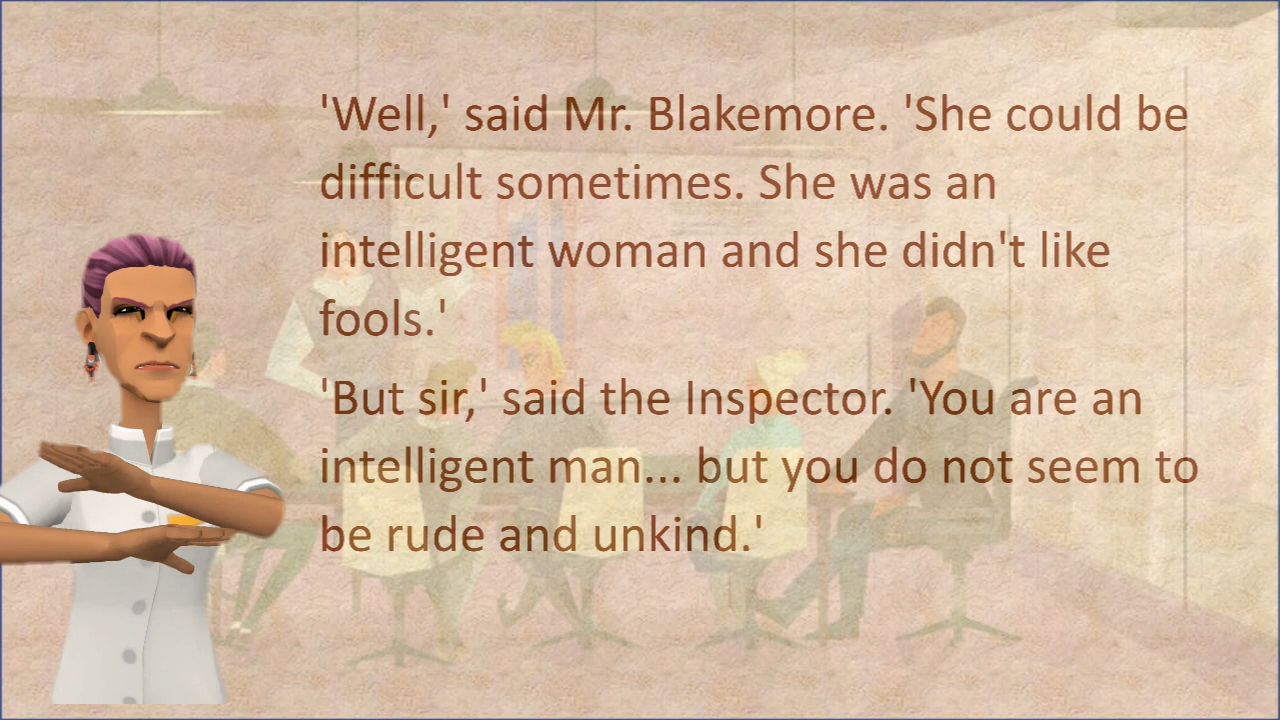 'Well,' said Mr. Blakemore. 'She could be
difficult sometimes. She was an
intelligent woman and she didn't like
fools.'
'But sir,' said the Inspector. 'You are an
intelligent man... but you do not seem to
be rude and unkind.'